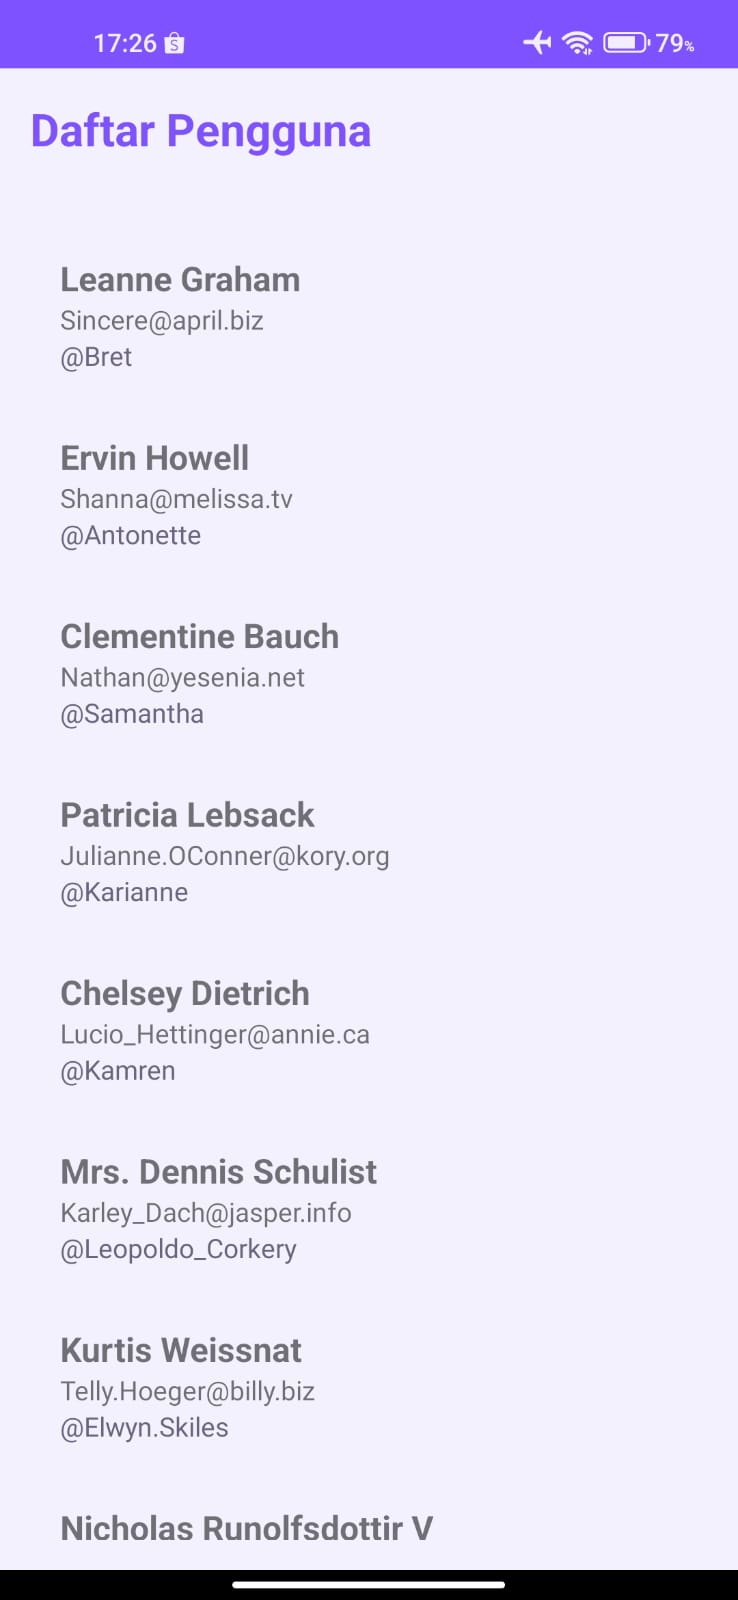 17:26 79%
Daftar Pengguna
Leanne Graham
Sincere@april.biz
@Bret
Ervin Howell
Shanna@melissa.tv
@Antonette
Clementine Bauch
Nathan@yesenia.net
@Samantha
Patricia Lebsack
Julianne.OConner@kory.org
@Karianne
Chelsey Dietrich
Lucio_Hettinger@annie.ca
@Kamren
Mrs. Dennis Schulist
Karley_Dach@jasper.info
@Leopoldo_Corkery
Kurtis Weissnat
Telly.Hoeger@billy.biz
@Elwyn.Skiles
Nicholas Runolfsdottir V